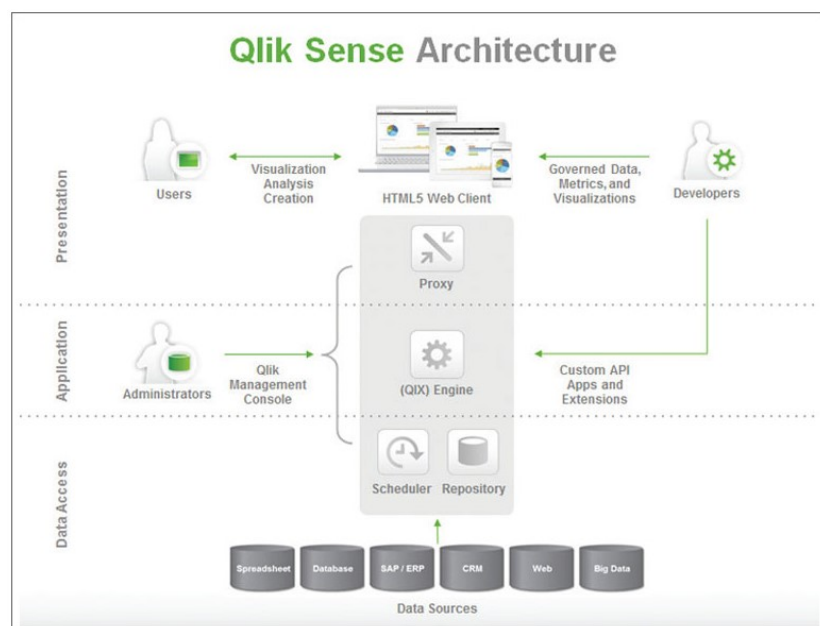 Qlik Sense Architecture
Presentation
Users
Visualization
Analysis
Creation
HTML5 Web Client
Governed Data,
Metrics, and
Visualizations
Developers
Proxy
Application
Administrators
Qlik
Management
Console
(QIX) Engine
Custom API
Apps and
Extensions
Data Access
Scheduler
Repository
Spreadsheet
Database
SAP / ERP
CRM
Web
Big Data
Data Sources